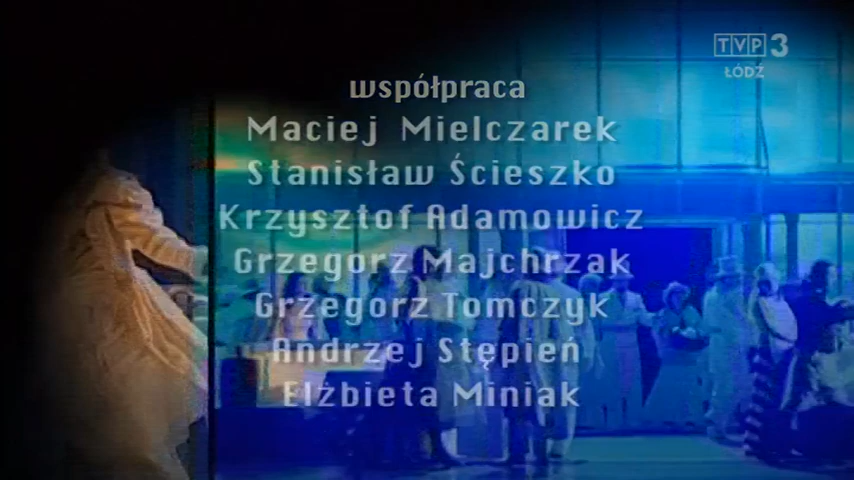 TVP3
ŁÓDŹ
współpraca
Maciej Mielczarek
Stanisław Ścieszko
Krzysztof Adamowicz
Grzegorz Majchrzak
Grzegorz Tomczyk
Andrzej Stępień
Elżbieta Miniak